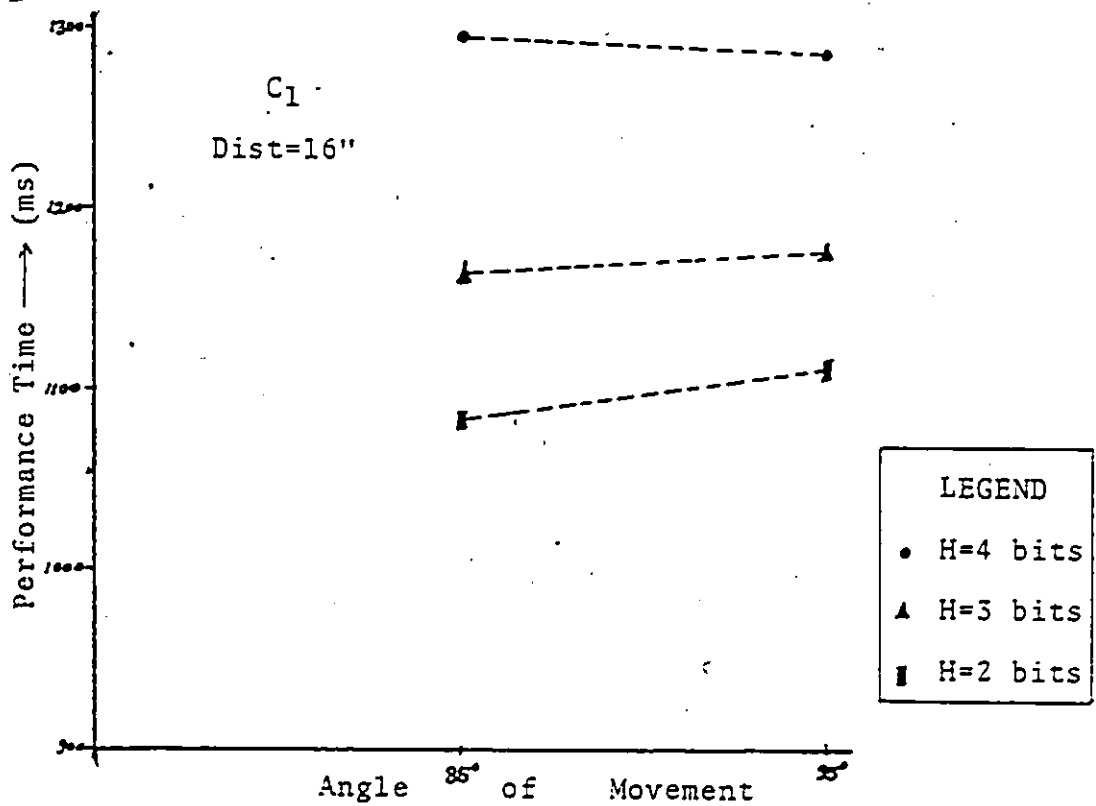 1300
C1
Dist=16"
1200
1100
1000
900
Performance Time → (ms)
85° 95°
Angle of Movement
LEGEND
H=4 bits
H=3 bits
H=2 bits